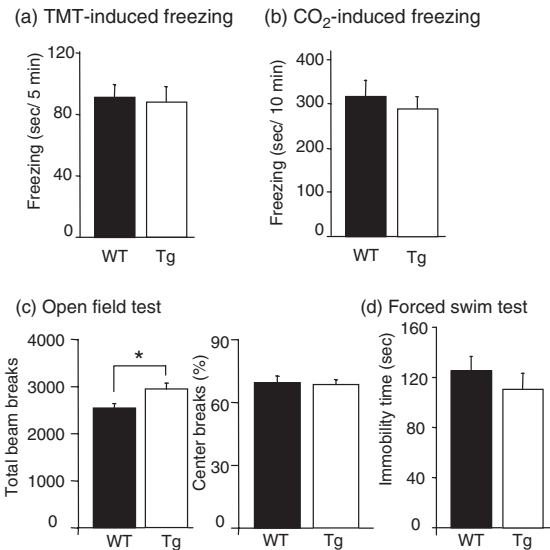 (a) TMT-induced freezing
Freezing (sec/ 5 min)
120
80
40
0
WT Tg
(b) CO₂-induced freezing
Freezing (sec/ 10 min)
400
300
200
100
0
WT Tg
(c) Open field test
Total beam breaks
4000
3000
2000
1000
0
*
WT Tg
Center breaks (%)
90
60
30
0
WT Tg
(d) Forced swim test
Immobility time (sec)
160
120
80
40
0
WT Tg